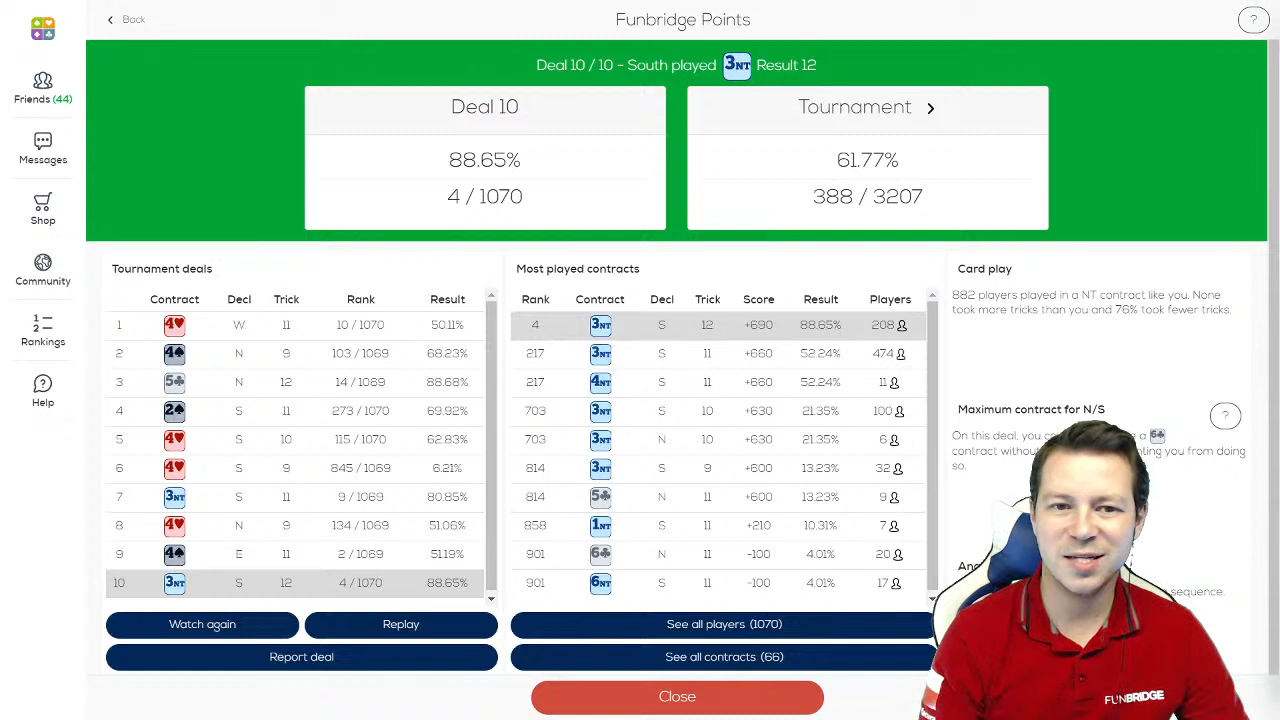 Back
Funbridge Points
?
Deal 10 / 10 - South played 3NT Result 12
Friends (44)
Messages
Shop
Community
1
2
Rankings
Help
Deal 10
88.65%
4 / 1070
Tournament
61.77%
388 / 3207
Tournament deals
Contract Decl Trick Rank Result
1 4♥ W 11 10 / 1070 50.11%
2 4♠ N 9 103 / 1069 68.23%
3 5♣ N 12 14 / 1069 88.68%
4 2♠ S 11 273 / 1070 69.92%
5 4♥ S 10 115 / 1070 62.83%
6 4♥ S 9 845 / 1069 6.21%
7 3NT S 11 9 / 1069 80.85%
8 4♥ N 9 134 / 1069 51.06%
9 4♠ E 11 2 / 1069 51.19%
10 3NT S 12 4 / 1070 88.65%
Watch again
Replay
Report deal
Most played contracts
Rank Contract Decl Trick Score Result Players
4 3NT S 12 +690 88.65% 208
217 3NT S 11 +660 52.24% 474
217 4NT S 11 +660 52.24% 11
703 3NT S 10 +630 21.35% 100
703 3NT N 10 +630 21.35% 6
814 3NT S 9 +600 13.23% 32
814 5♣ N 11 +600 13.23% 9
858 1NT S 11 +210 10.31% 7
901 6♣ N 11 -100 4.01% 20
901 6NT S 11 -100 4.01% 17
See all players (1070)
See all contracts (66)
Card play
882 players played in a NT contract like you. None
took more tricks than you and 76% took fewer tricks.
Maximum contract for N/S
?
On this deal, you 6♣
contract without you from doing
so.
sequence.
Close
FUNBRIDGE